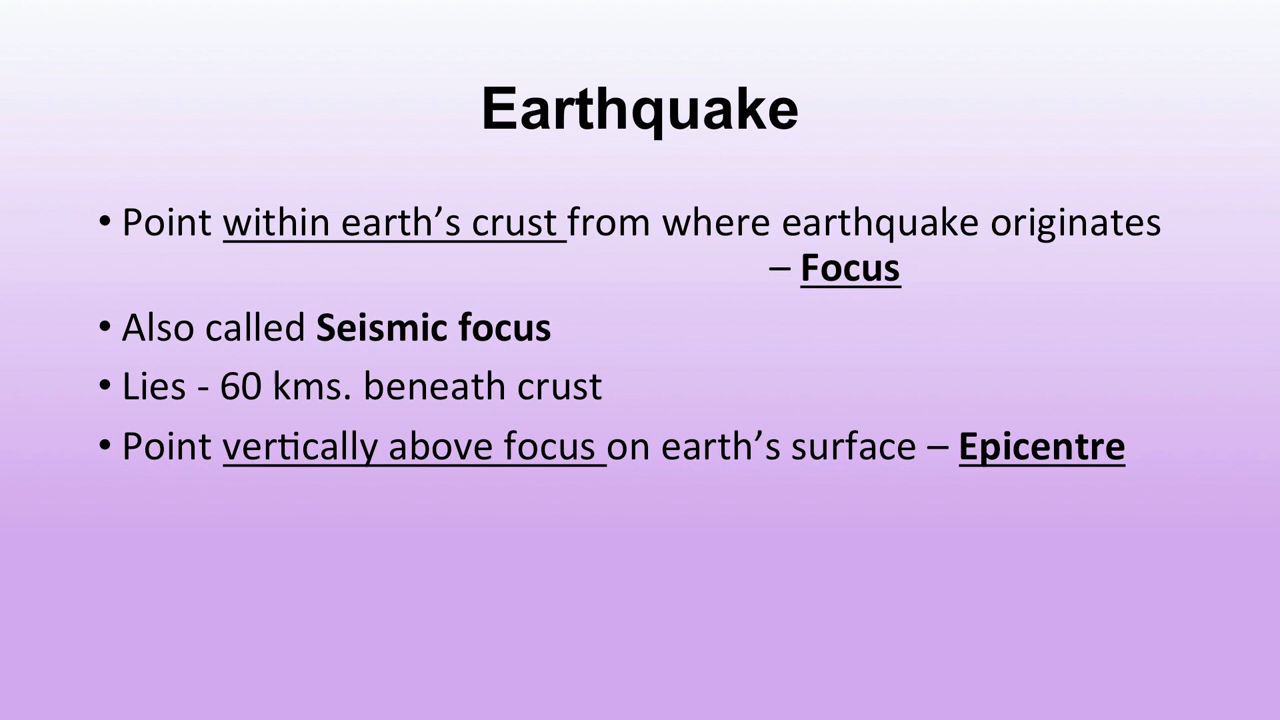 Earthquake
• Point within earth’s crust from where earthquake originates
– Focus
• Also called Seismic focus
• Lies - 60 kms. beneath crust
• Point vertically above focus on earth’s surface – Epicentre